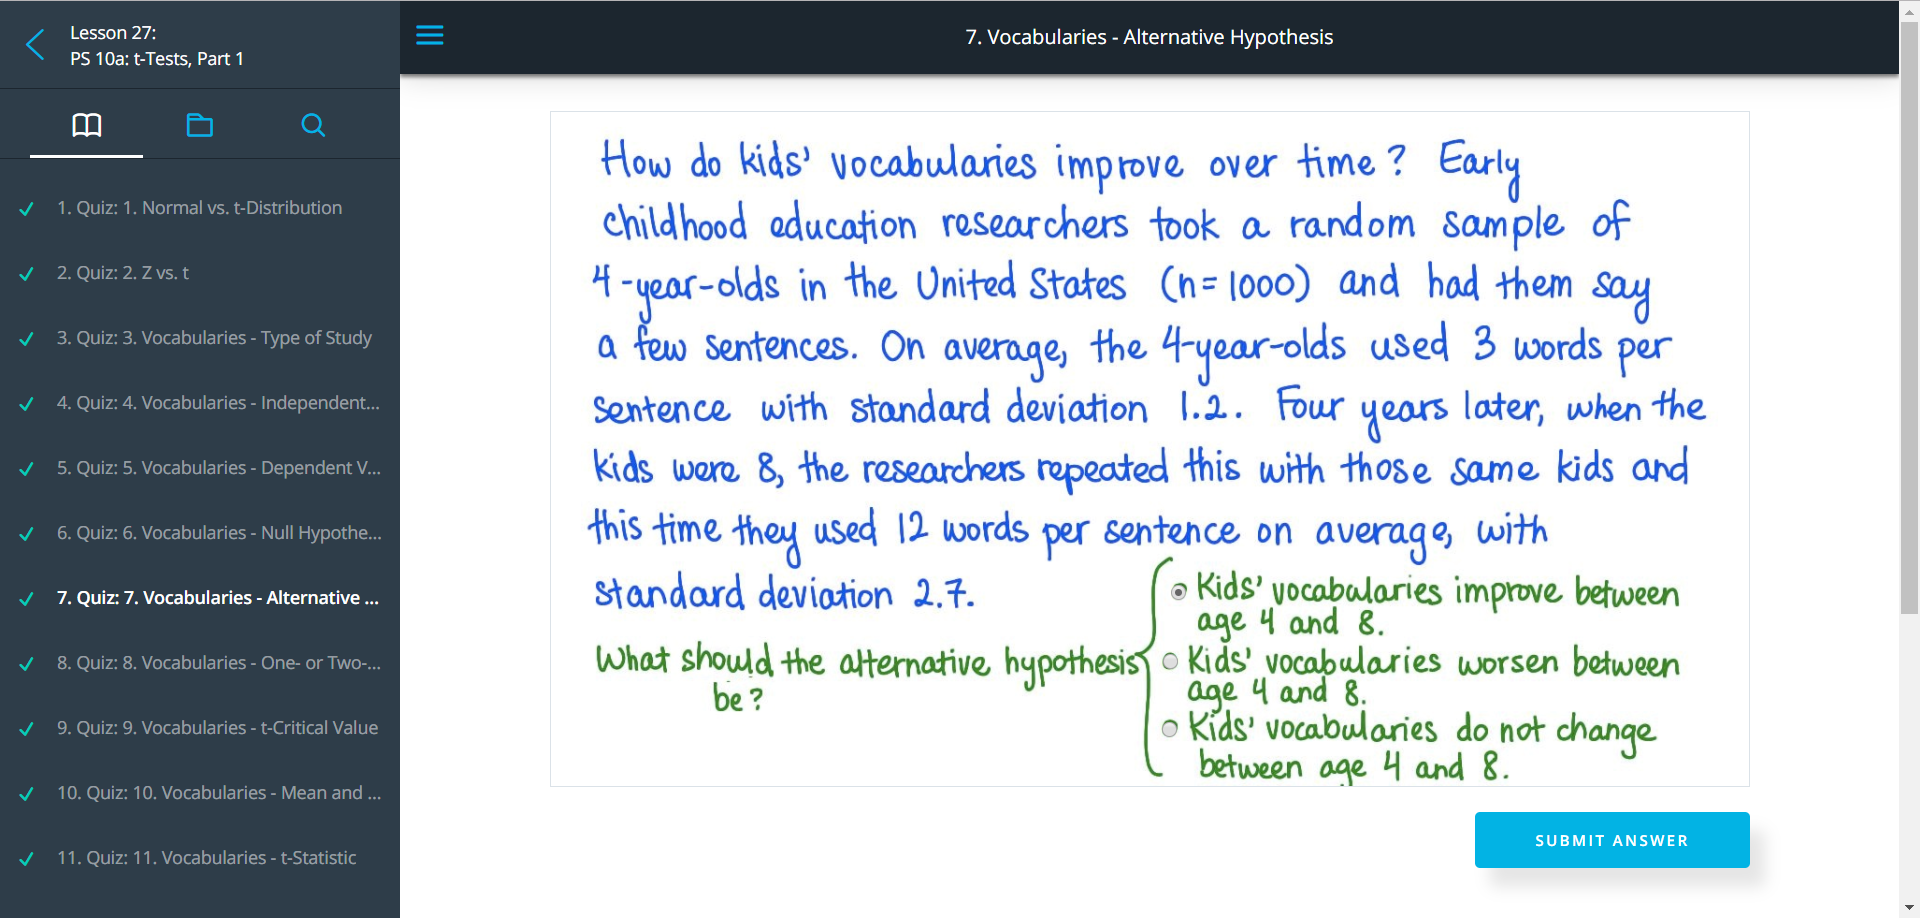 Lesson 27:
PS 10a: t-Tests, Part 1
1. Quiz: 1. Normal vs. t-Distribution
2. Quiz: 2. Z vs. t
3. Quiz: 3. Vocabularies - Type of Study
4. Quiz: 4. Vocabularies - Independent...
5. Quiz: 5. Vocabularies - Dependent V...
6. Quiz: 6. Vocabularies - Null Hypothe...
7. Quiz: 7. Vocabularies - Alternative ...
8. Quiz: 8. Vocabularies - One- or Two-...
9. Quiz: 9. Vocabularies - t-Critical Value
10. Quiz: 10. Vocabularies - Mean and ...
11. Quiz: 11. Vocabularies - t-Statistic
7. Vocabularies - Alternative Hypothesis
How do kids' vocabularies improve over time? Early
childhood education researchers took a random sample of
4-year-olds in the United States (n=1000) and had them say
a few sentences. On average, the 4-year-olds used 3 words per
sentence with standard deviation 1.2. Four years later, when the
kids were 8, the researchers repeated this with those same kids and
this time they used 12 words per sentence on average, with
standard deviation 2.7.
What should the alternative hypothesis
be?
Kids' vocabularies improve between
age 4 and 8.
Kids' vocabularies worsen between
age 4 and 8.
Kids' vocabularies do not change
between age 4 and 8.
SUBMIT ANSWER